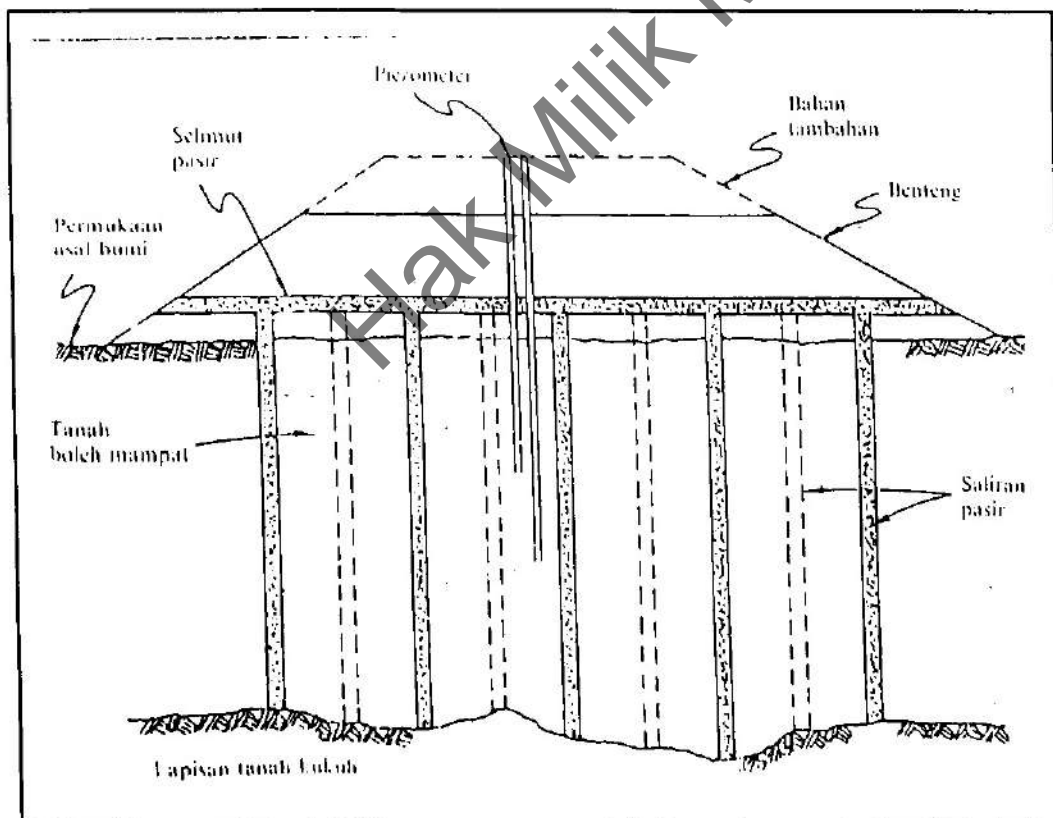 Piezometer
Selimut
pasir
Bahan
tambahan
Benteng
Permukaan
asal bumi
Tanah
boleh mampat
Saliran
pasir
Lapisan tanah kukuh
Hak Milik